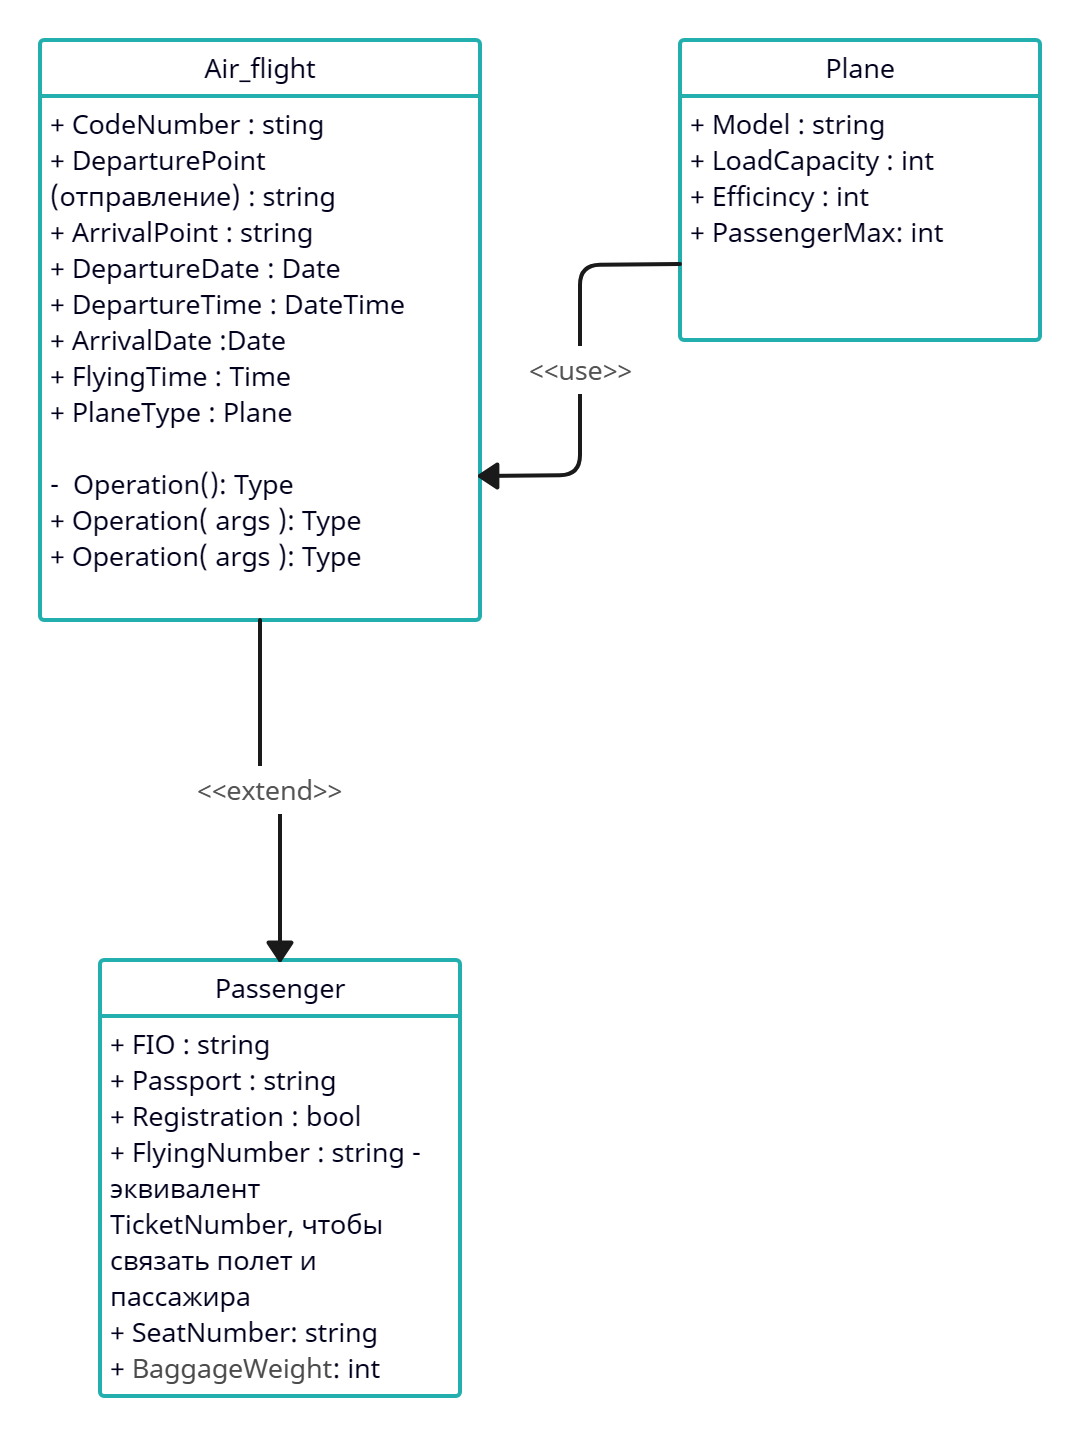 Air_flight
+ CodeNumber : sting
+ DeparturePoint
(отправление) : string
+ ArrivalPoint : string
+ DepartureDate : Date
+ DepartureTime : DateTime
+ ArrivalDate :Date
+ FlyingTime : Time
+ PlaneType : Plane
-  Operation(): Type
+ Operation( args ): Type
+ Operation( args ): Type
Plane
+ Model : string
+ LoadCapacity : int
+ Efficincy : int
+ PassengerMax: int
<<use>>
<<extend>>
Passenger
+ FIO : string
+ Passport : string
+ Registration : bool
+ FlyingNumber : string -
эквивалент
TicketNumber, чтобы
связать полет и
пассажира
+ SeatNumber: string
+ BaggageWeight: int